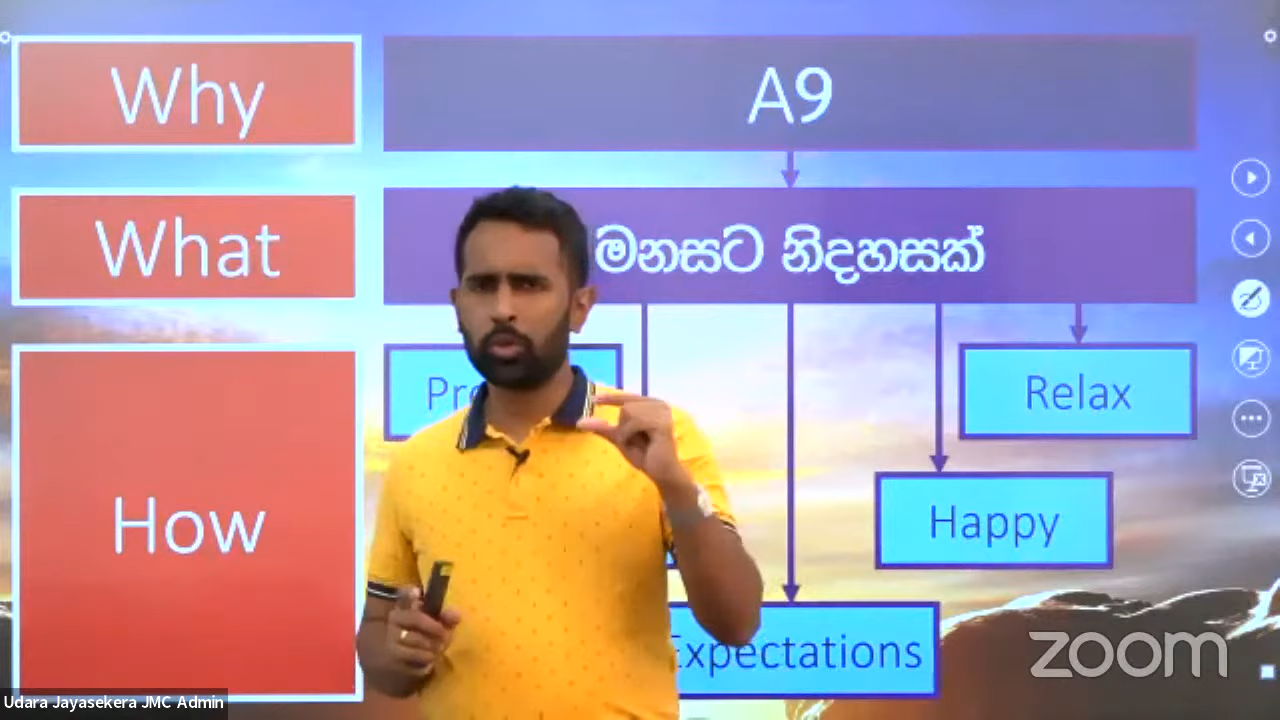 Why
A9
What
මනසට නිදහසක්
How
Relax
Happy
Expectations
zoom
Udara Jayasekera JMC Admin